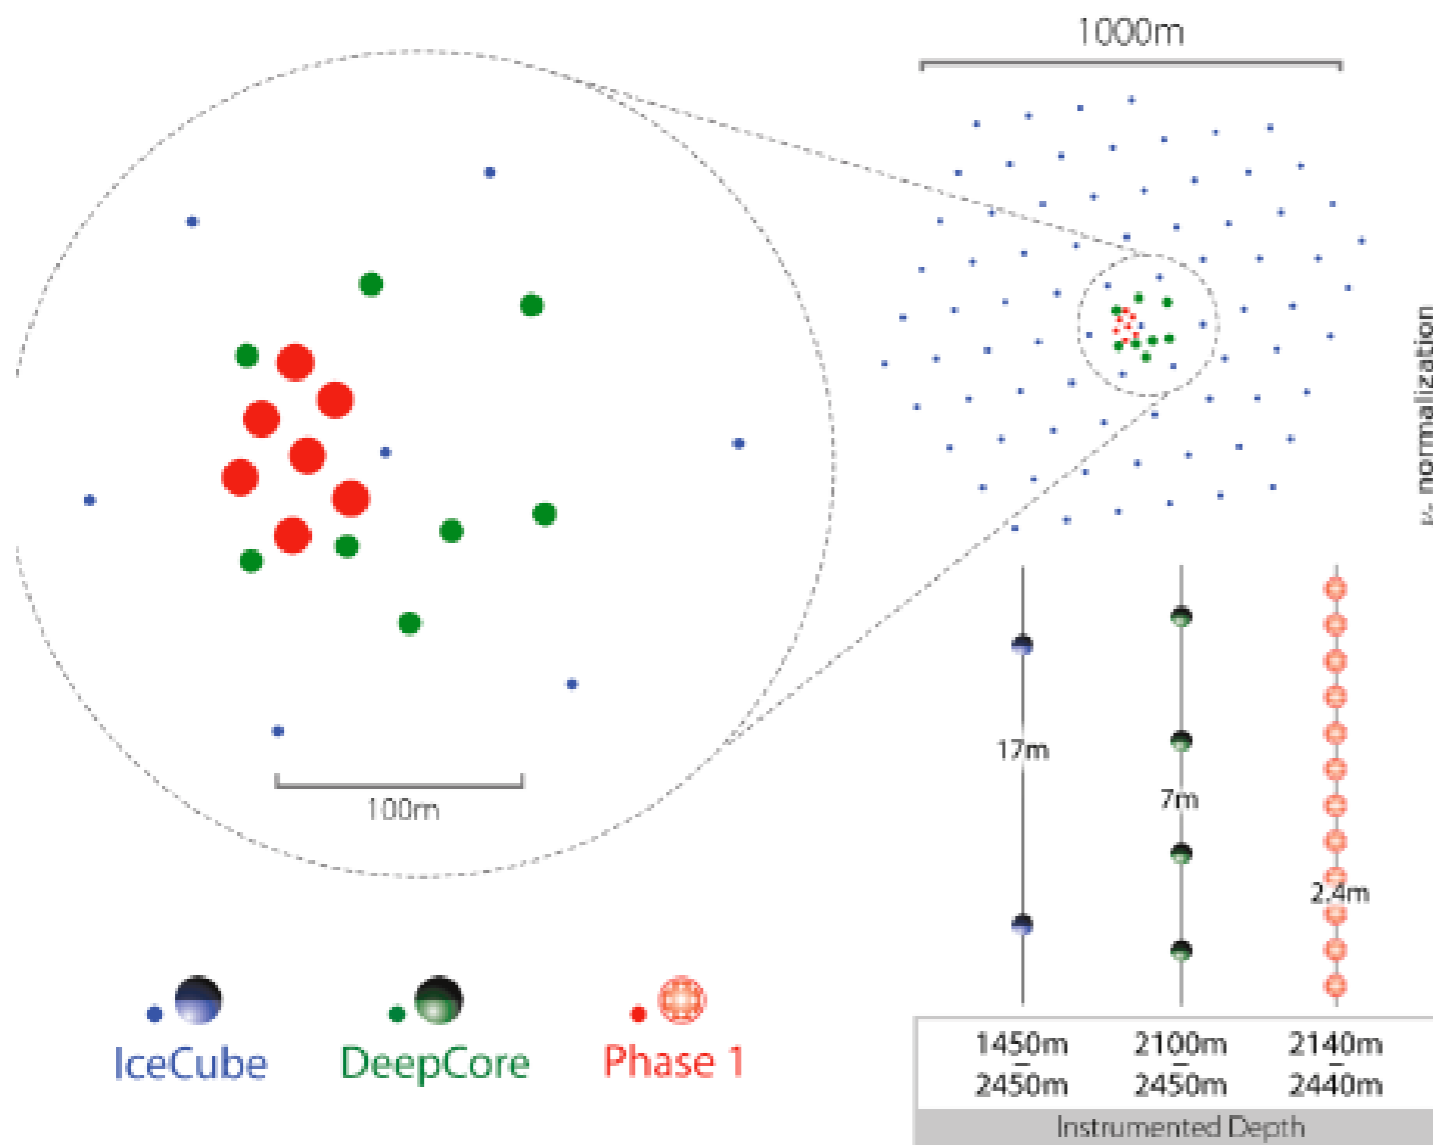 1000m
ν. normalization
17m
7m
2.4m
100m
IceCube
DeepCore
Phase 1
1450m 2100m 2140m
– – –
2450m 2450m 2440m
Instrumented Depth